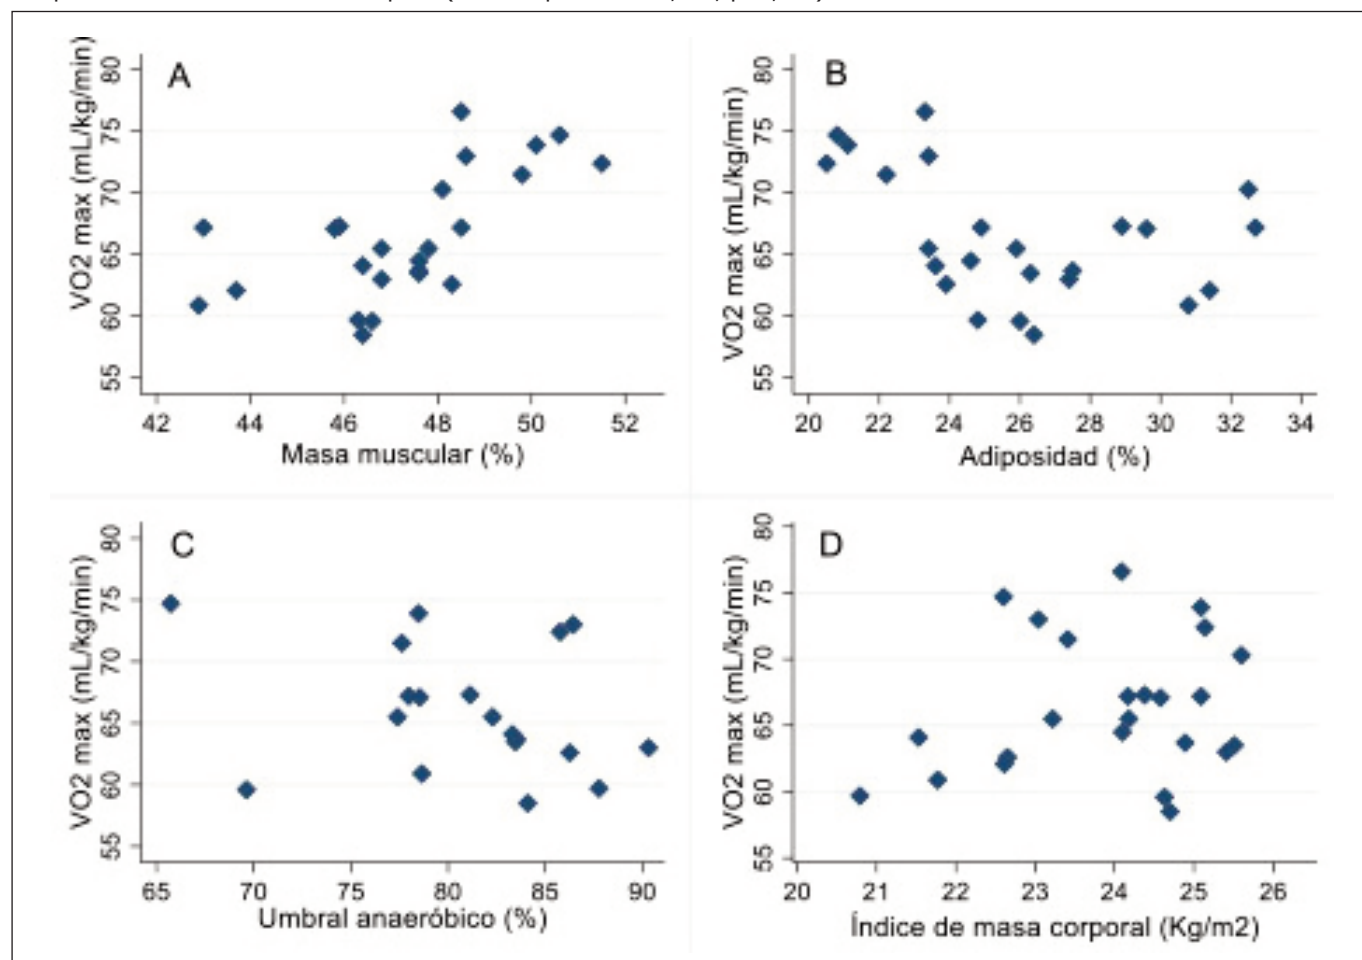 A
VO2 max (mL/kg/min)
80
75
70
65
60
55
42 44 46 48 50 52
Masa muscular (%)
B
VO2 max (mL/kg/min)
80
75
70
65
60
55
20 22 24 26 28 30 32 34
Adiposidad (%)
C
VO2 max (mL/kg/min)
80
75
70
65
60
55
65 70 75 80 85 90
Umbral anaeróbico (%)
D
VO2 max (mL/kg/min)
80
75
70
65
60
55
20 21 22 23 24 25 26
Índice de masa corporal (Kg/m2)